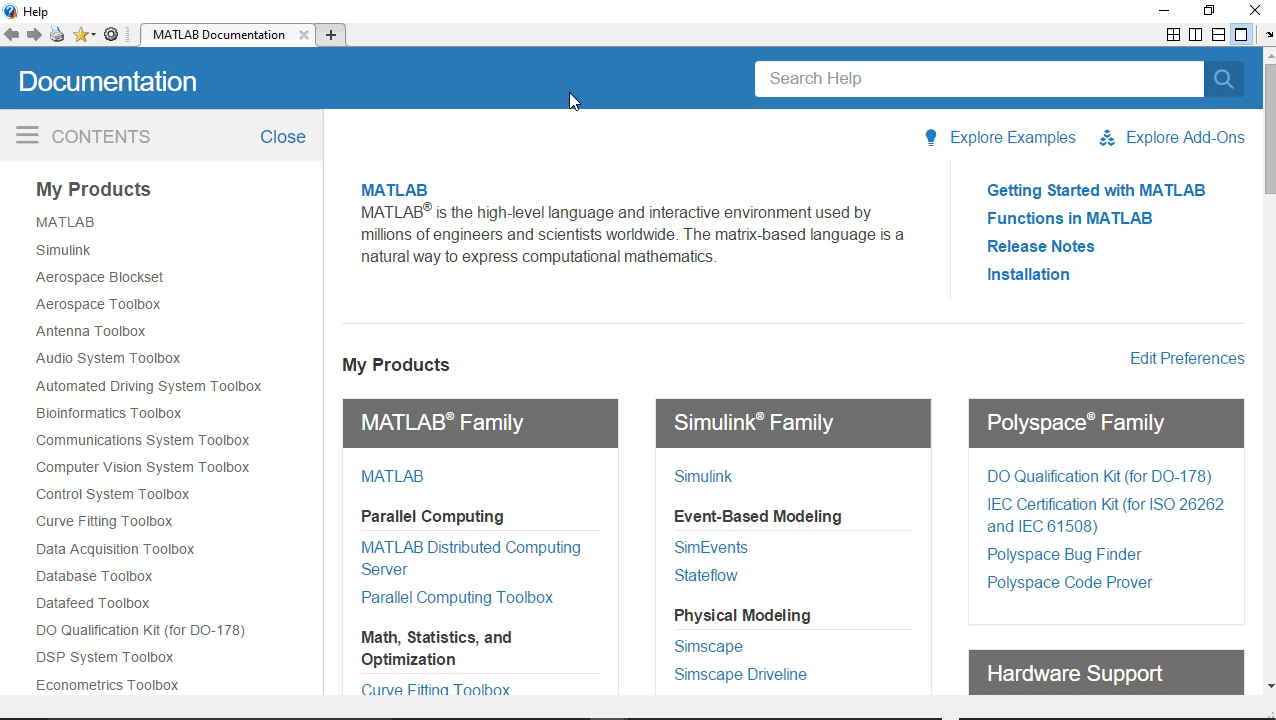 Help
MATLAB Documentation
Documentation
Search Help
CONTENTS
Close
My Products
MATLAB
Simulink
Aerospace Blockset
Aerospace Toolbox
Antenna Toolbox
Audio System Toolbox
Automated Driving System Toolbox
Bioinformatics Toolbox
Communications System Toolbox
Computer Vision System Toolbox
Control System Toolbox
Curve Fitting Toolbox
Data Acquisition Toolbox
Database Toolbox
Datafeed Toolbox
DO Qualification Kit (for DO-178)
DSP System Toolbox
Econometrics Toolbox
Explore Examples
Explore Add-Ons
MATLAB
MATLAB® is the high-level language and interactive environment used by
millions of engineers and scientists worldwide. The matrix-based language is a
natural way to express computational mathematics.
Getting Started with MATLAB
Functions in MATLAB
Release Notes
Installation
My Products
Edit Preferences
MATLAB® Family
MATLAB
Parallel Computing
MATLAB Distributed Computing
Server
Parallel Computing Toolbox
Math, Statistics, and
Optimization
Curve Fitting Toolbox
Simulink® Family
Simulink
Event-Based Modeling
SimEvents
Stateflow
Physical Modeling
Simscape
Simscape Driveline
Polyspace® Family
DO Qualification Kit (for DO-178)
IEC Certification Kit (for ISO 26262
and IEC 61508)
Polyspace Bug Finder
Polyspace Code Prover
Hardware Support